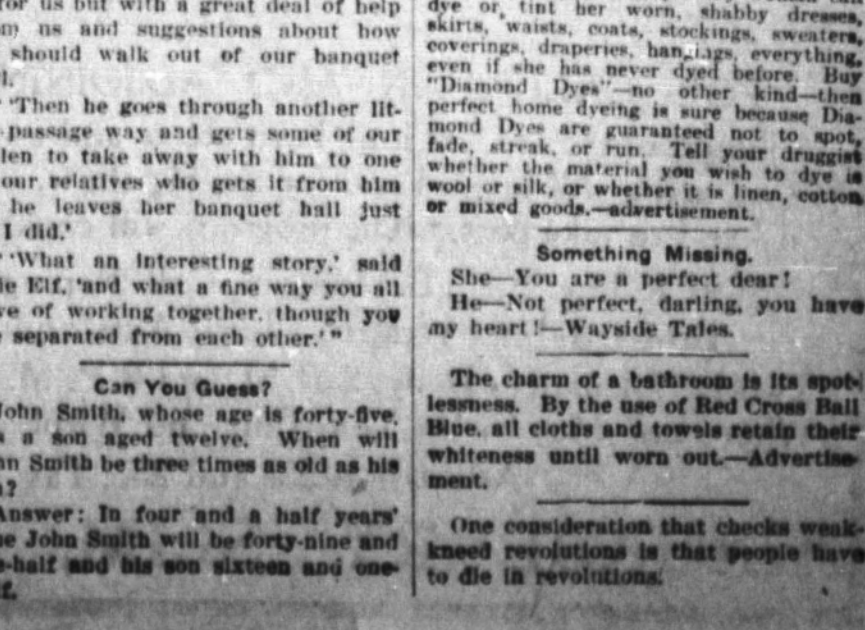 for us but with a great deal of help
ns and suggestions about how
should walk out of our banquet
l.
'Then he goes through another lit-
passage way and gets some of our
len to take away with him to one
our relatives who gets it from him
he leaves her banquet hall just
I did.'
'What an interesting story,' said
le Elf, 'and what a fine way you all
ve of working together, though you
separated from each other.'"
Can You Guess?
John Smith, whose age is forty-five,
s a son aged twelve. When will
hn Smith be three times as old as his
n?
Answer: In four and a half years'
me John Smith will be forty-nine and
e-half and his son sixteen and one-
lf.
dye or tint her worn, shabby dresses,
skirts, waists, coats, stockings, sweaters,
coverings, draperies, hangings, everything,
even if she has never dyed before. Buy
"Diamond Dyes"—no other kind—then
perfect home dyeing is sure because Dia-
mond Dyes are guaranteed not to spot,
fade, streak, or run. Tell your druggist
whether the material you wish to dye is
wool or silk, or whether it is linen, cotton
or mixed goods.—advertisement.
Something Missing.
She—You are a perfect dear!
He—Not perfect, darling, you have
my heart!—Wayside Tales.
The charm of a bathroom is its spot-
lessness. By the use of Red Cross Ball
Blue, all cloths and towels retain their
whiteness until worn out.—Advertise-
ment.
One consideration that checks weak-
kneed revolutions is that people have
to die in revolutions.